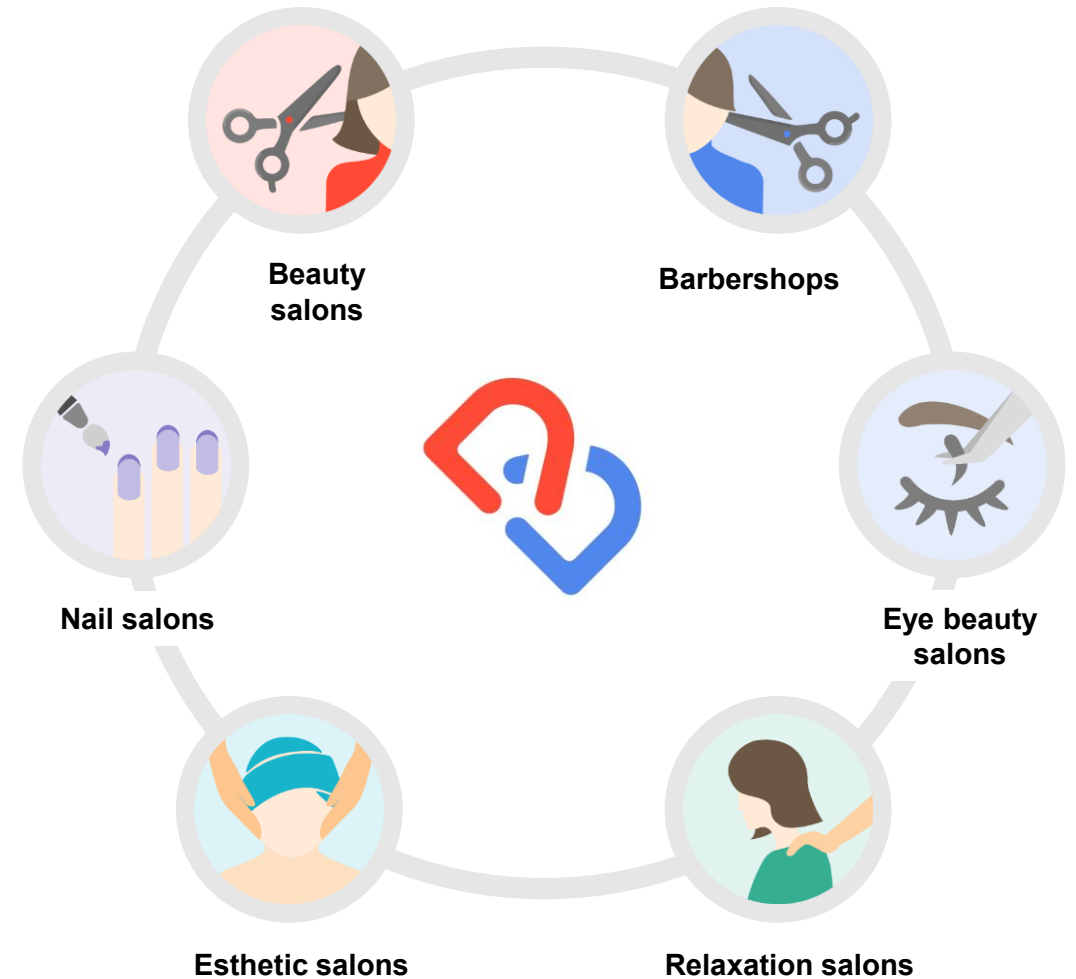 Beauty
salons
Barbershops
Nail salons
Eye beauty
salons
Esthetic salons
Relaxation salons